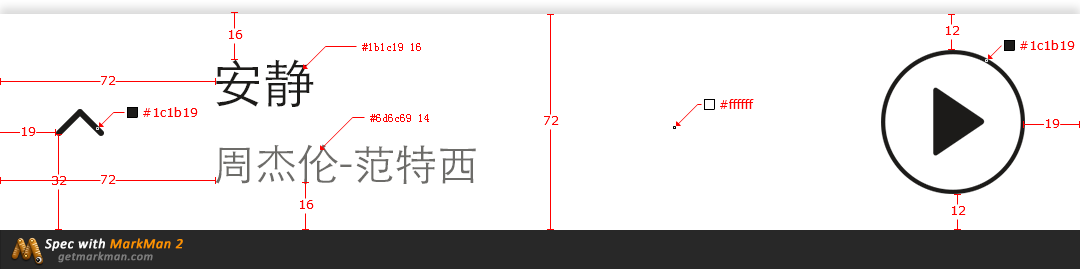 16
#1b1c19 16
12
#1c1b19
安静
72
#1c1b19
#ffffff
#6d6c69 14
72
19
19
周杰伦-范特西
32
72
16
12
Spec with MarkMan 2
getmarkman.com